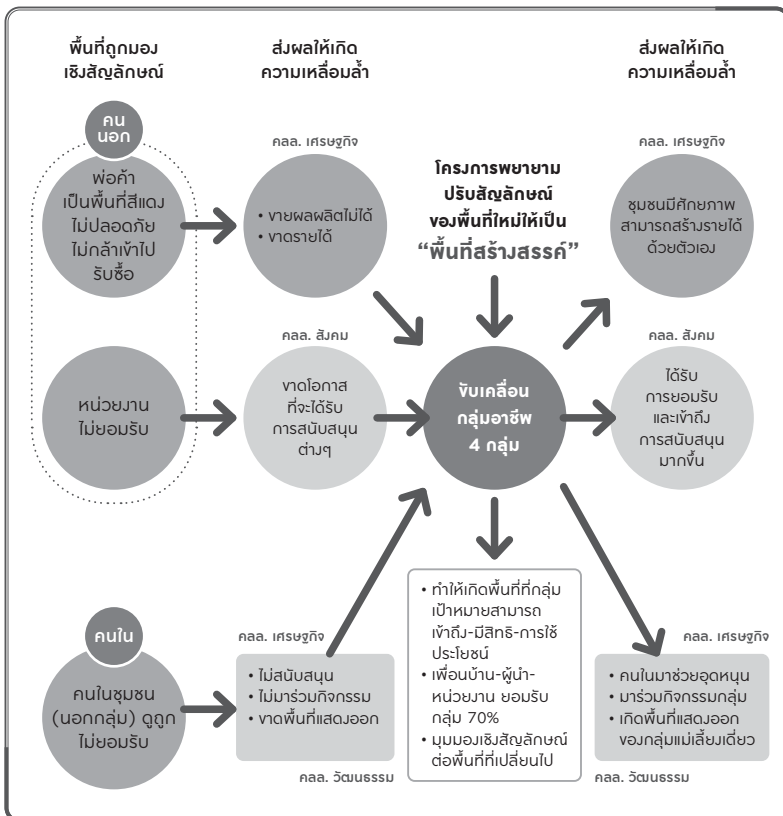 พื้นที่ถูกมอง
เชิงสัญลักษณ์
ส่งผลให้เกิด
ความเหลื่อมล้ำ
ส่งผลให้เกิด
ความเหลื่อมล้ำ
คน
นอก
พ่อค้า
เป็นพื้นที่สีแดง
ไม่ปลอดภัย
ไม่กล้าเข้าไป
รับซื้อ
คลล. เศรษฐกิจ
• ขายผลผลิตไม่ได้
• ขาดรายได้
โครงการพยายาม
ปรับสัญลักษณ์
ของพื้นที่ใหม่ให้เป็น
“พื้นที่สร้างสรรค์”
คลล. เศรษฐกิจ
ชุมชนมีศักยภาพ
สามารถสร้างรายได้
ด้วยตัวเอง
หน่วยงาน
ไม่ยอมรับ
คลล. สังคม
ขาดโอกาส
ที่จะได้รับ
การสนับสนุน
ต่างๆ
ขับเคลื่อน
กลุ่มอาชีพ
4 กลุ่ม
คลล. สังคม
ได้รับ
การยอมรับ
และเข้าถึง
การสนับสนุน
มากขึ้น
คนใน
คนในชุมชน
(นอกกลุ่ม) ดูถูก
ไม่ยอมรับ
คลล. เศรษฐกิจ
• ไม่สนับสนุน
• ไม่มาร่วมกิจกรรม
• ขาดพื้นที่แสดงออก
คลล. วัฒนธรรม
• ทำให้เกิดพื้นที่ที่กลุ่ม
เป้าหมายสามารถ
เข้าถึง-มีสิทธิ-การใช้
ประโยชน์
• เพื่อนบ้าน-ผู้นำ-
หน่วยงาน ยอมรับ
กลุ่ม 70%
• มุมมองเชิงสัญลักษณ์
ต่อพื้นที่ที่เปลี่ยนไป
คลล. เศรษฐกิจ
• คนในมาช่วยอุดหนุน
• มาร่วมกิจกรรมกลุ่ม
• เกิดพื้นที่แสดงออก
ของกลุ่มแม่เลี้ยงเดี่ยว
คลล. วัฒนธรรม